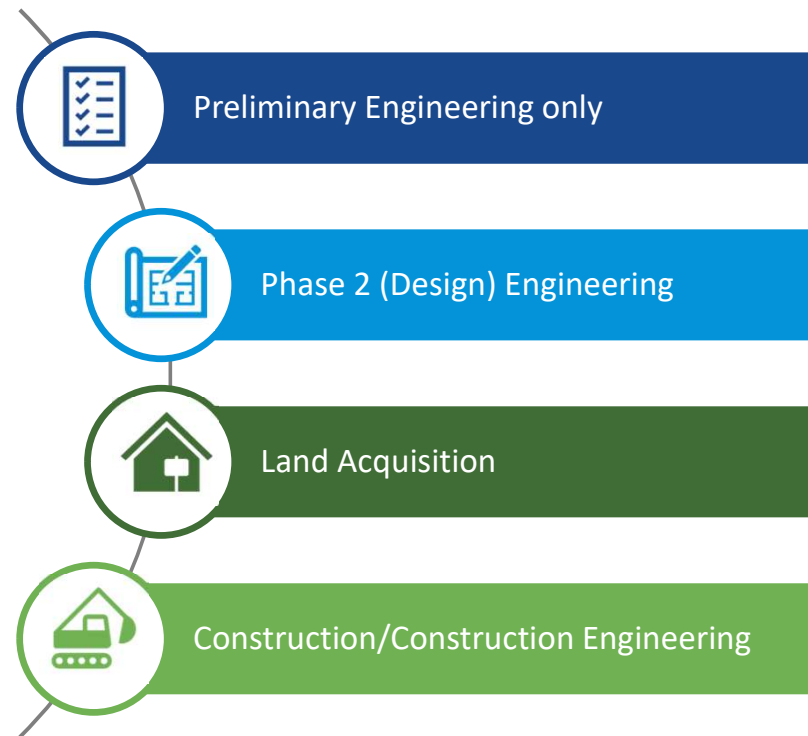 Preliminary Engineering only
Phase 2 (Design) Engineering
Land Acquisition
Construction/Construction Engineering